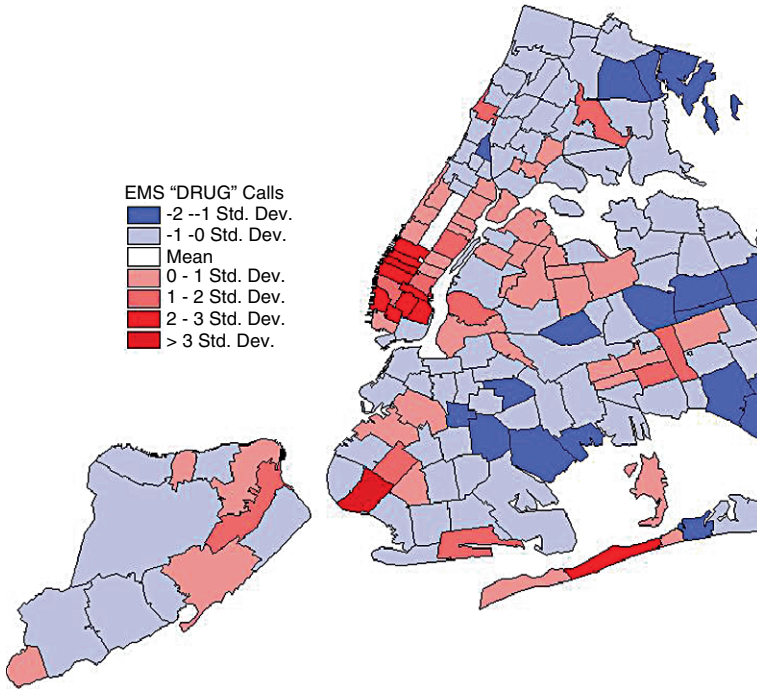 EMS “DRUG” Calls
-2 --1 Std. Dev.
-1 -0 Std. Dev.
Mean
0 - 1 Std. Dev.
1 - 2 Std. Dev.
2 - 3 Std. Dev.
> 3 Std. Dev.